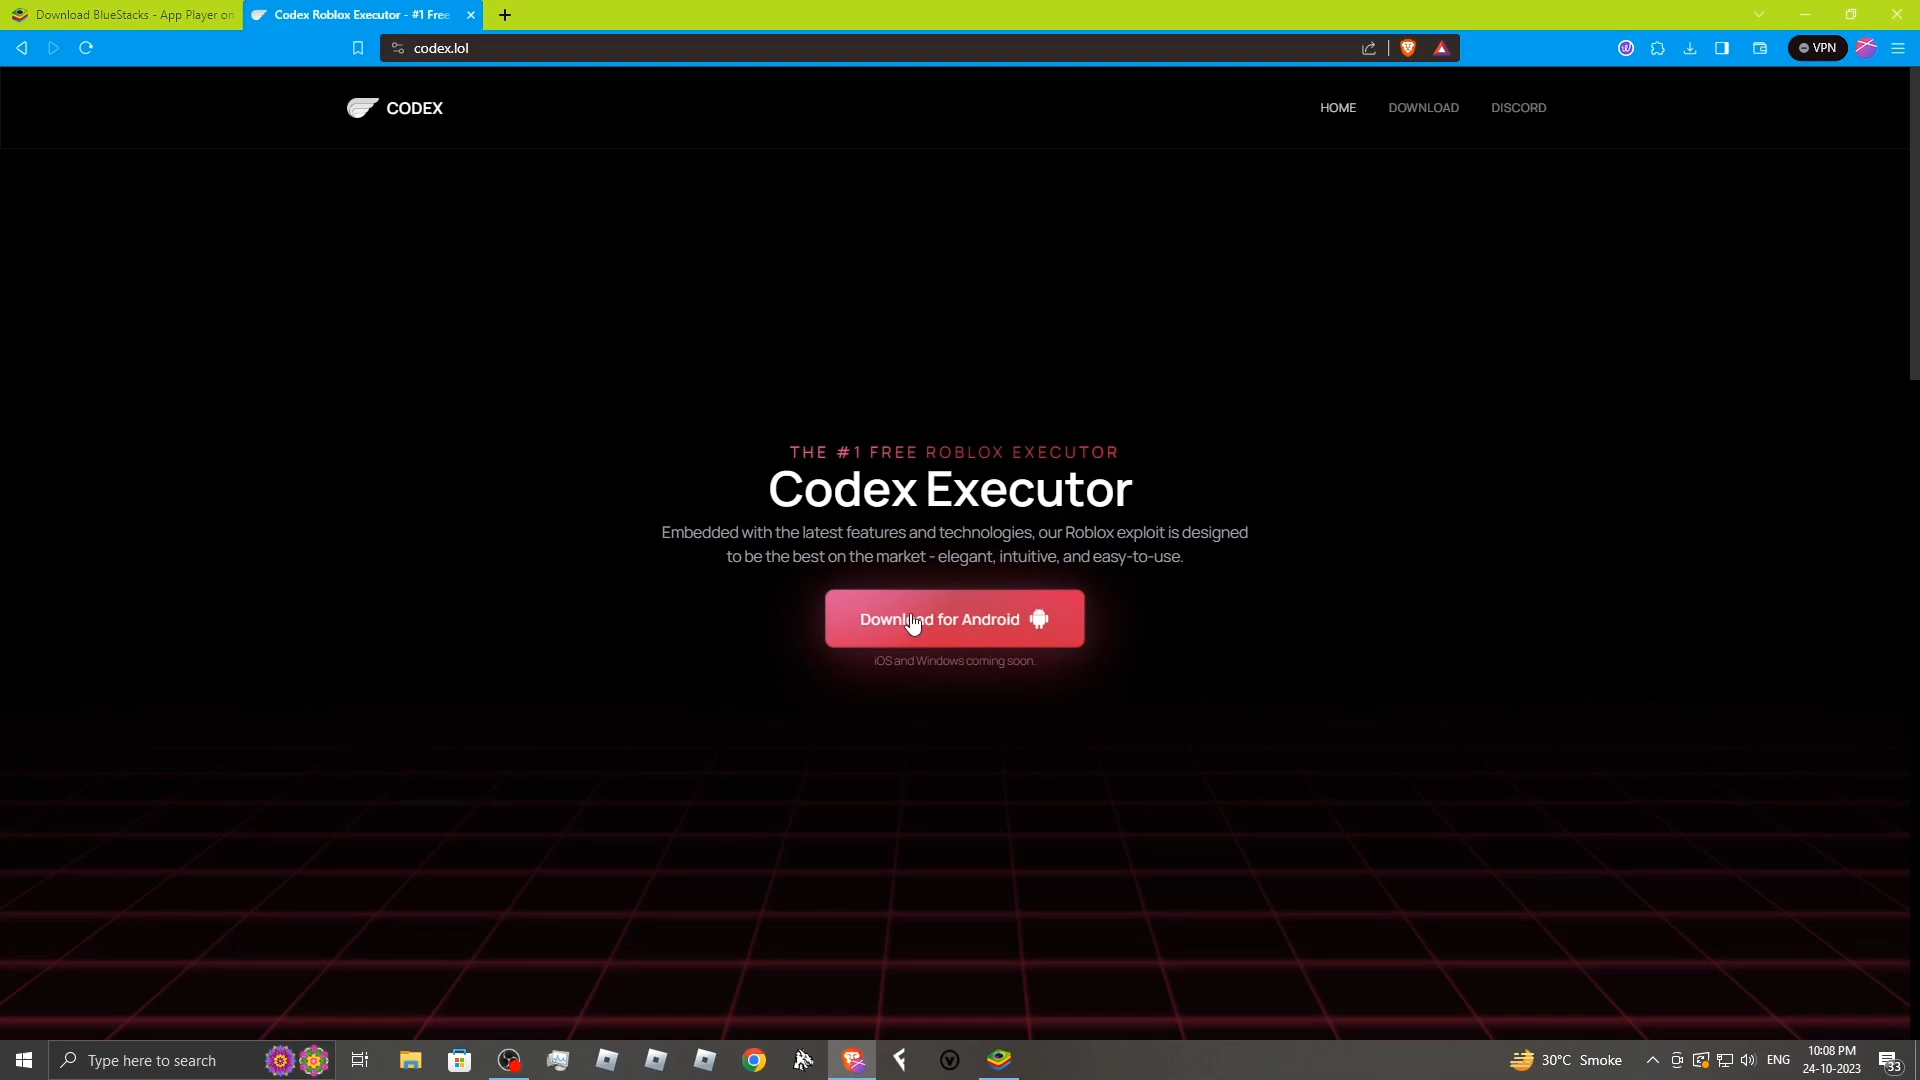 Download BlueStacks - App Player on
Codex Roblox Executor - #1 Free
codex.lol
VPN
CODEX
HOME
DOWNLOAD
DISCORD
THE #1 FREE ROBLOX EXECUTOR
Codex Executor
Embedded with the latest features and technologies, our Roblox exploit is designed
to be the best on the market - elegant, intuitive, and easy-to-use.
Download for Android
iOS and Windows coming soon.
Type here to search
30°C Smoke
ENG
10:08 PM
24-10-2023
33